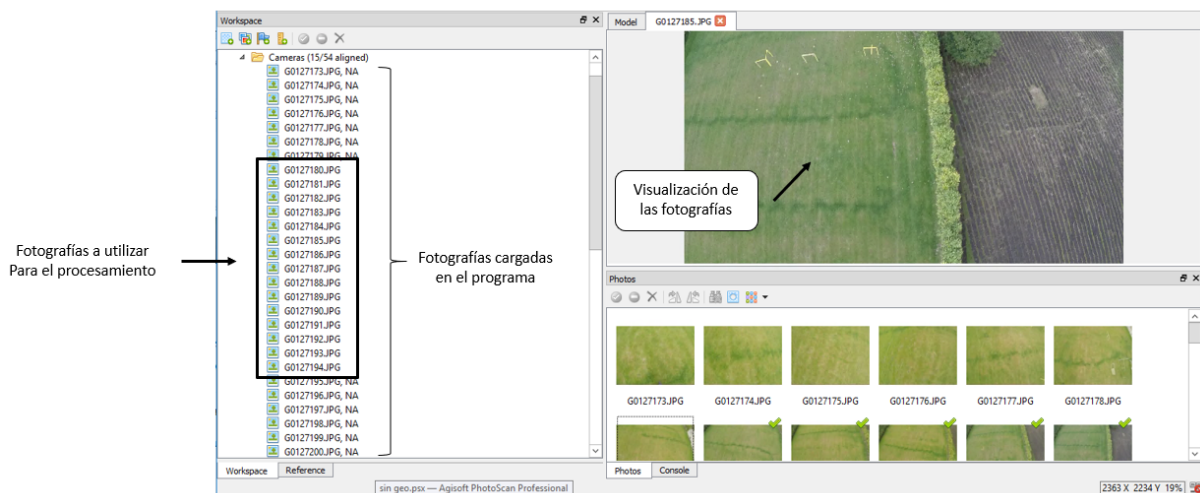 Workspace
Cameras (15/54 aligned)
G0127173.JPG, NA
G0127174.JPG, NA
G0127175.JPG, NA
G0127176.JPG, NA
G0127177.JPG, NA
G0127178.JPG, NA
G0127179.JPG, NA
G0127180.JPG
G0127181.JPG
G0127182.JPG
G0127183.JPG
G0127184.JPG
G0127185.JPG
G0127186.JPG
G0127187.JPG
G0127188.JPG
G0127189.JPG
G0127190.JPG
G0127191.JPG
G0127192.JPG
G0127193.JPG
G0127194.JPG
G0127195.JPG, NA
G0127196.JPG, NA
G0127197.JPG, NA
G0127198.JPG, NA
G0127199.JPG, NA
G0127200.JPG, NA
Fotografías a utilizar
Para el procesamiento
Fotografías cargadas
en el programa
Workspace Reference
sin geo.psx — Agisoft PhotoScan Professional
Model G0127185.JPG
Visualización de
las fotografías
Photos
G0127173.JPG G0127174.JPG G0127175.JPG G0127176.JPG G0127177.JPG G0127178.JPG
Photos Console
2363 X 2234 Y 19%